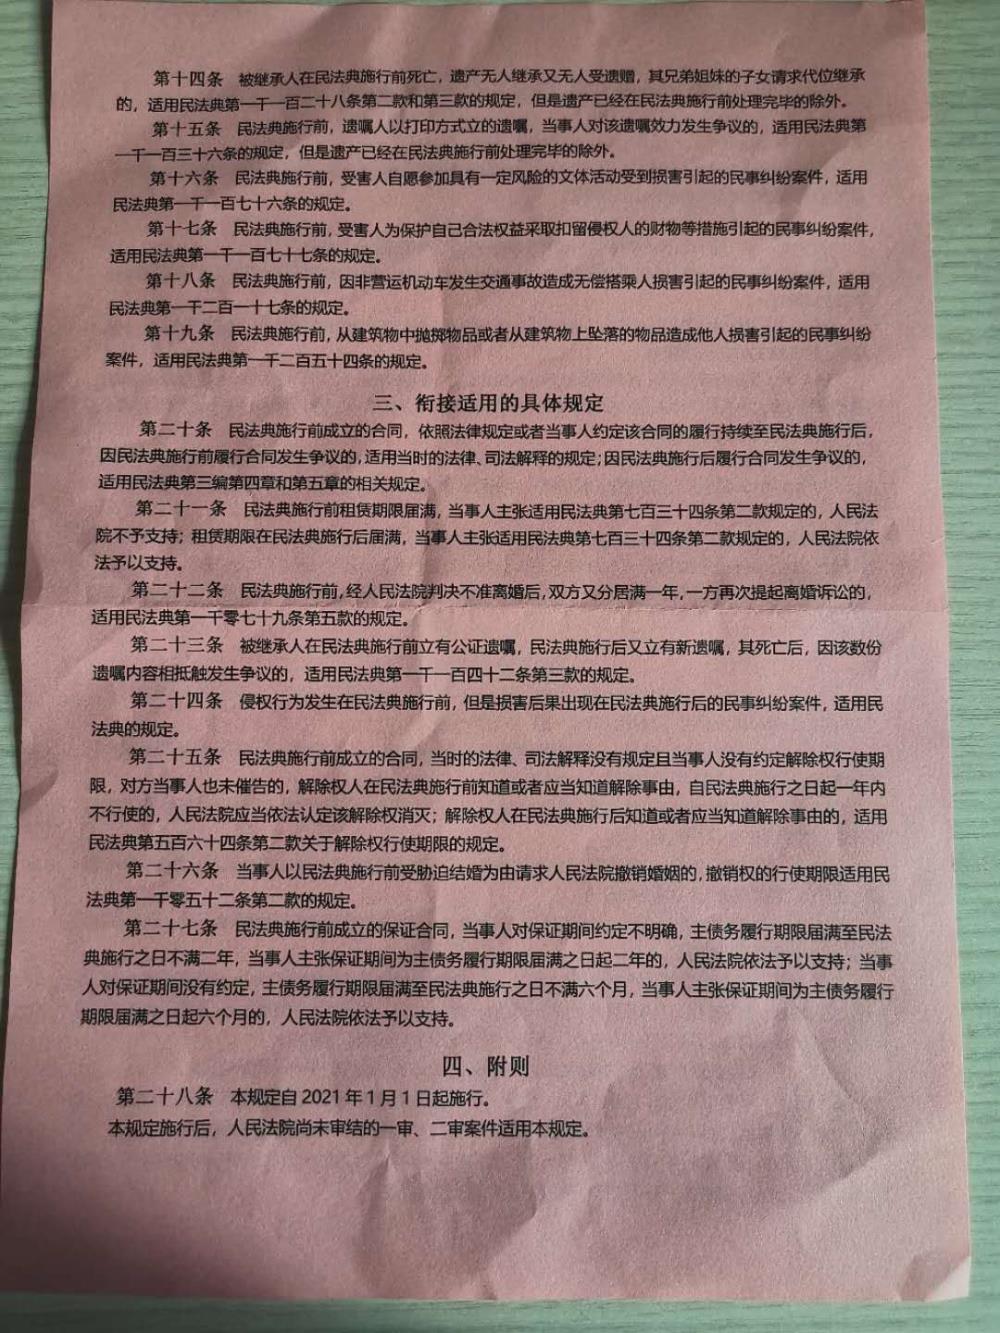 第十四条 被继承人在民法典施行前死亡，遗产无人继承又无人受遗赠，其兄弟姐妹的子女请求代位继承
的，适用民法典第一千一百二十八条第二款和第三款的规定，但是遗产已经在民法典施行前处理完毕的除外。
第十五条 民法典施行前，遗嘱人以打印方式立的遗嘱，当事人对该遗嘱效力发生争议的，适用民法典第
一千一百三十六条的规定，但是遗产已经在民法典施行前处理完毕的除外。
第十六条 民法典施行前，受害人自愿参加具有一定风险的文体活动受到损害引起的民事纠纷案件，适用
民法典第一千一百七十六条的规定。
第十七条 民法典施行前，受害人为保护自己合法权益采取扣留侵权人的财物等措施引起的民事纠纷案件，
适用民法典第一千一百七十七条的规定。
第十八条 民法典施行前，因非营运机动车发生交通事故造成无偿搭乘人损害引起的民事纠纷案件，适用
民法典第一千二百一十七条的规定。
第十九条 民法典施行前，从建筑物中抛掷物品或者从建筑物上坠落的物品造成他人损害引起的民事纠纷
案件，适用民法典第一千二百五十四条的规定。
三、衔接适用的具体规定
第二十条 民法典施行前成立的合同，依照法律规定或者当事人约定该合同的履行持续至民法典施行后，
因民法典施行前履行合同发生争议的，适用当时的法律、司法解释的规定；因民法典施行后履行合同发生争议的，
适用民法典第三编第四章和第五章的相关规定。
第二十一条 民法典施行前租赁期限届满，当事人主张适用民法典第七百三十四条第二款规定的，人民法
院不予支持；租赁期限在民法典施行后届满，当事人主张适用民法典第七百三十四条第二款规定的，人民法院依
法予以支持。
第二十二条 民法典施行前，经人民法院判决不准离婚后，双方又分居满一年，一方再次提起离婚诉讼的，
适用民法典第一千零七十九条第五款的规定。
第二十三条 被继承人在民法典施行前立有公证遗嘱，民法典施行后又立有新遗嘱，其死亡后，因该数份
遗嘱内容相抵触发生争议的，适用民法典第一千一百四十二条第三款的规定。
第二十四条 侵权行为发生在民法典施行前，但是损害后果出现在民法典施行后的民事纠纷案件，适用民
法典的规定。
第二十五条 民法典施行前成立的合同，当时的法律、司法解释没有规定且当事人没有约定解除权行使期
限，对方当事人也未催告的，解除权人在民法典施行前知道或者应当知道解除事由，自民法典施行之日起一年内
不行使的，人民法院应当依法认定该解除权消灭；解除权人在民法典施行后知道或者应当知道解除事由的，适用
民法典第五百六十四条第二款关于解除权行使期限的规定。
第二十六条 当事人以民法典施行前受胁迫结婚为由请求人民法院撤销婚姻的，撤销权的行使期限适用民
法典第一千零五十二条第二款的规定。
第二十七条 民法典施行前成立的保证合同，当事人对保证期间约定不明确，主债务履行期限届满至民法
典施行之日不满二年，当事人主张保证期间为主债务履行期限届满之日起二年的，人民法院依法予以支持；当事
人对保证期间没有约定，主债务履行期限届满至民法典施行之日不满六个月，当事人主张保证期间为主债务履行
期限届满之日起六个月的，人民法院依法予以支持。
四、附则
第二十八条 本规定自2021年1月1日起施行。
本规定施行后，人民法院尚未审结的一审、二审案件适用本规定。